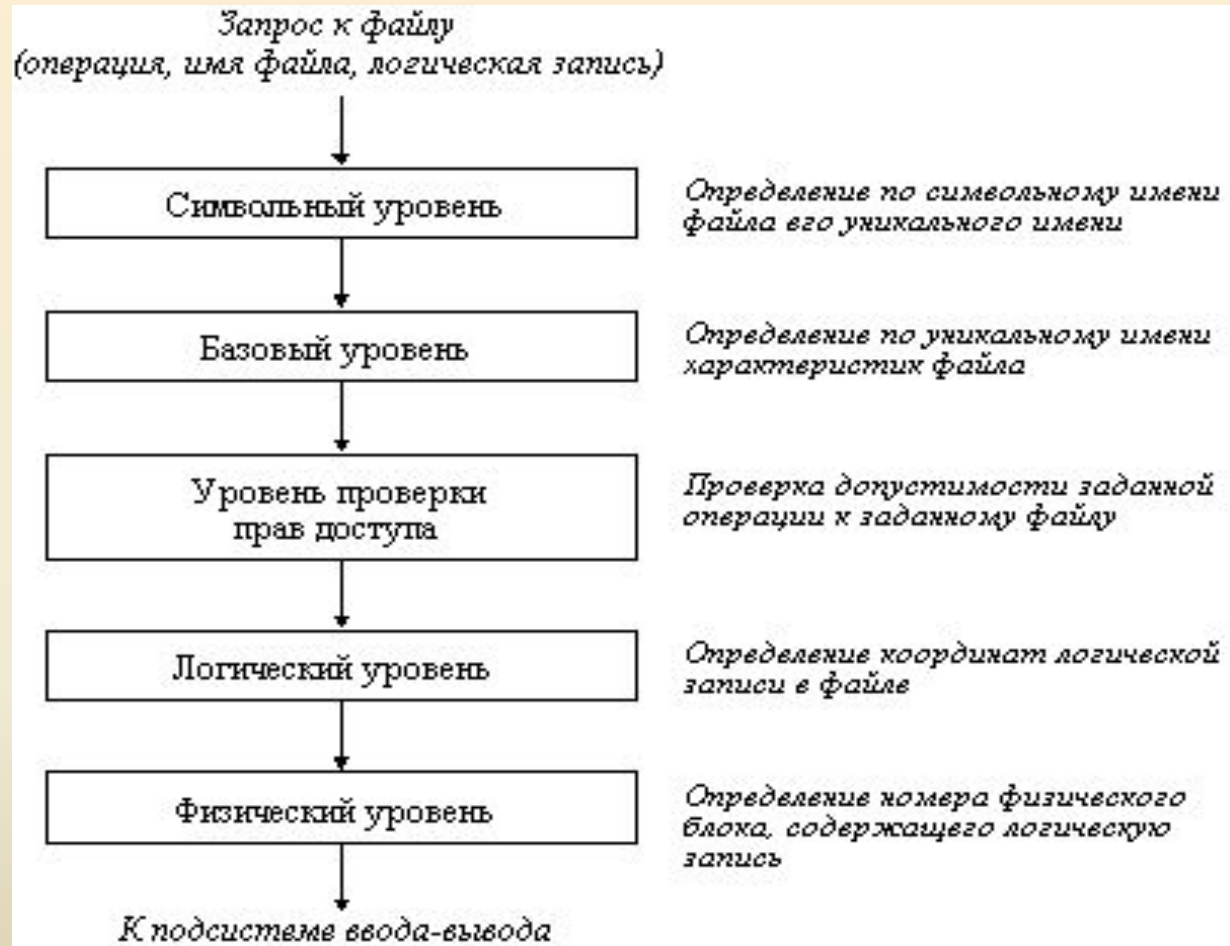 Запрос к файлу
(операция, имя файла, логическая запись)
Символьный уровень
Определение по символьному имени
файла его уникального имени
Базовый уровень
Определение по уникальному имени
характеристик файла
Уровень проверки
прав доступа
Проверка допустимости заданной
операции к заданному файлу
Логический уровень
Определение координат логической
записи в файле
Физический уровень
Определение номера физического
блока, содержащего логическую
запись
К подсистеме ввода-вывода